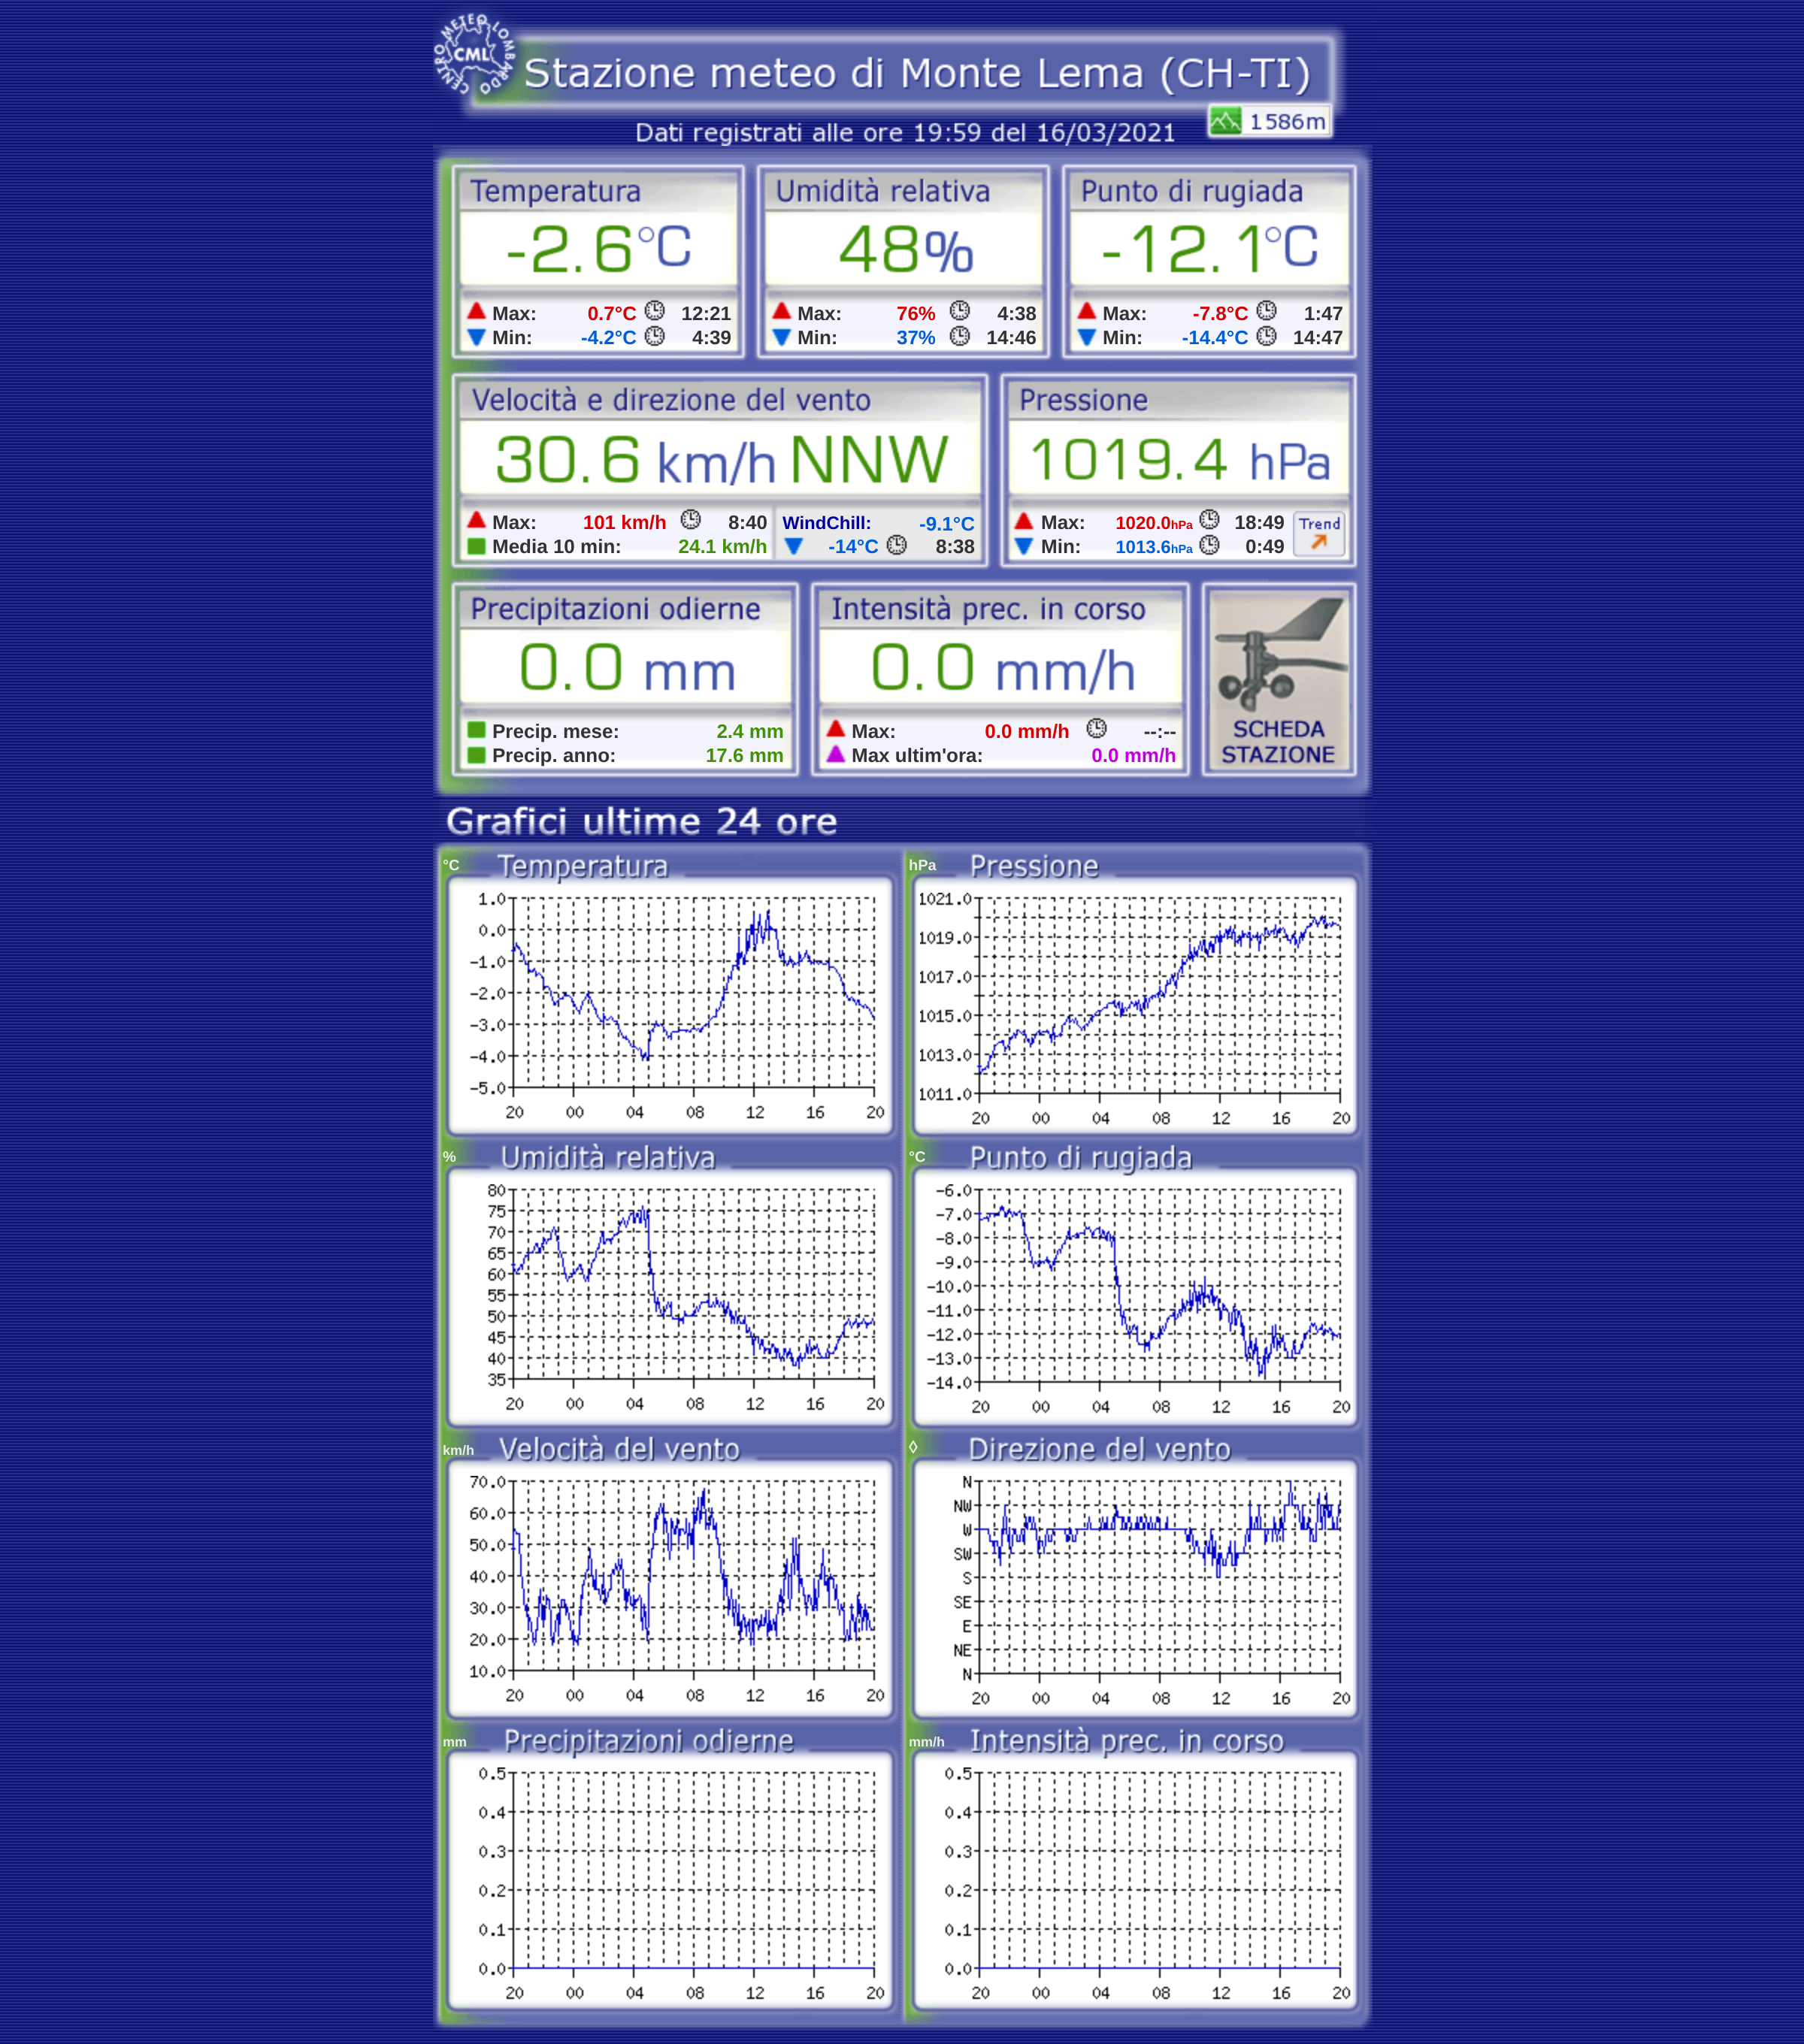 CENTRO METEO LOMBARDO
CML
Stazione meteo di Monte Lema (CH-TI)
1586m
Dati registrati alle ore 19:59 del 16/03/2021
Temperatura
-2.6°C
Max: 0.7°C 12:21
Min: -4.2°C 4:39
Umidità relativa
48%
Max: 76% 4:38
Min: 37% 14:46
Punto di rugiada
-12.1°C
Max: -7.8°C 1:47
Min: -14.4°C 14:47
Velocità e direzione del vento
30.6 km/h NNW
Max: 101 km/h 8:40
Media 10 min: 24.1 km/h
WindChill: -9.1°C
-14°C 8:38
Pressione
1019.4 hPa
Max: 1020.0hPa 18:49
Min: 1013.6hPa 0:49
Trend
Precipitazioni odierne
0.0 mm
Precip. mese: 2.4 mm
Precip. anno: 17.6 mm
Intensità prec. in corso
0.0 mm/h
Max: 0.0 mm/h --:--
Max ultim'ora: 0.0 mm/h
SCHEDA
STAZIONE
Grafici ultime 24 ore
°C Temperatura
1.0
0.0
-1.0
-2.0
-3.0
-4.0
-5.0
20 00 04 08 12 16 20
hPa Pressione
1021.0
1019.0
1017.0
1015.0
1013.0
1011.0
20 00 04 08 12 16 20
% Umidità relativa
80
75
70
65
60
55
50
45
40
35
20 00 04 08 12 16 20
°C Punto di rugiada
-6.0
-7.0
-8.0
-9.0
-10.0
-11.0
-12.0
-13.0
-14.0
20 00 04 08 12 16 20
km/h Velocità del vento
70.0
60.0
50.0
40.0
30.0
20.0
10.0
20 00 04 08 12 16 20
◊ Direzione del vento
N
NW
W
SW
S
SE
E
NE
N
20 00 04 08 12 16 20
mm Precipitazioni odierne
0.5
0.4
0.3
0.2
0.1
0.0
20 00 04 08 12 16 20
mm/h Intensità prec. in corso
0.5
0.4
0.3
0.2
0.1
0.0
20 00 04 08 12 16 20